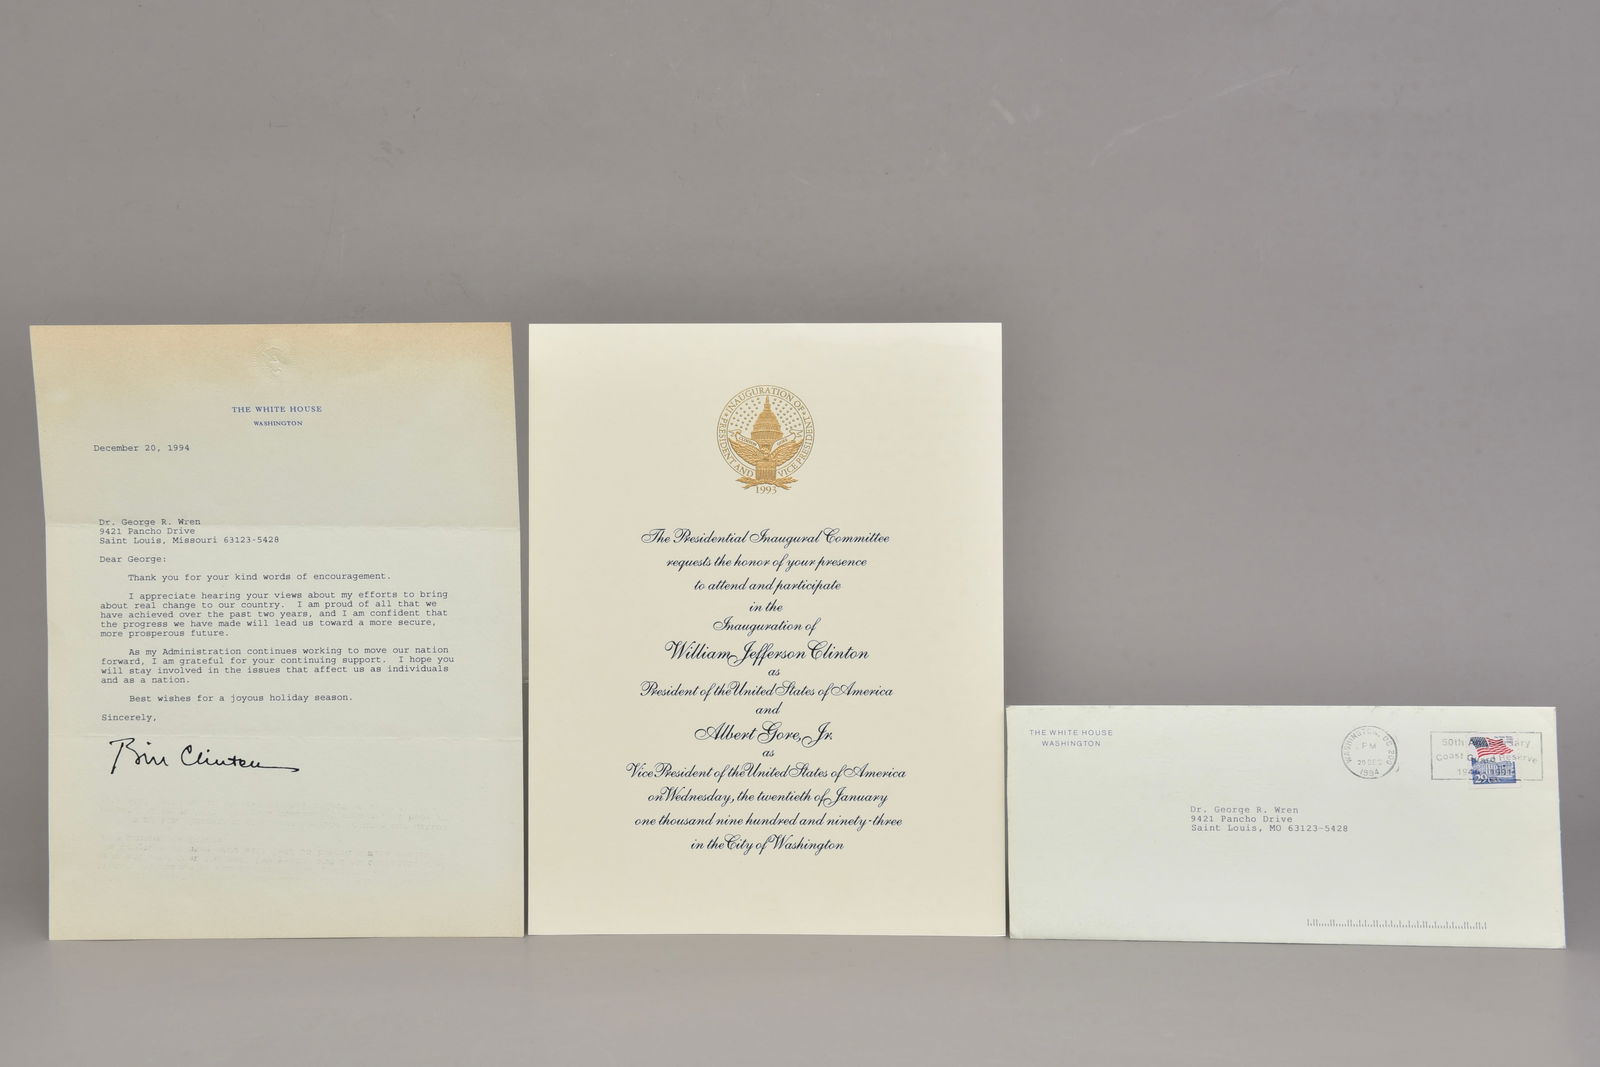 THE WHITE HOUSE
WASHINGTON
December 20, 1994
Dr. George R. Wren
9421 Pancho Drive
Saint Louis, Missouri 63123-5428
Dear George:
Thank you for your kind words of encouragement.
I appreciate hearing your views about my efforts to bring
about real change to our country. I am proud of all that we
have achieved over the past two years, and I am confident that
the progress we have made will lead us toward a more secure,
more prosperous future.
As my Administration continues working to move our nation
forward, I am grateful for your continuing support. I hope you
will stay involved in the issues that affect us as individuals
and as a nation.
Best wishes for a joyous holiday season.
Sincerely,
Bill Clinton
INAUGURATION OF
PRESIDENT AND VICE PRESIDENT
1993
The Presidential Inaugural Committee
requests the honor of your presence
to attend and participate
in the
Inauguration of
William Jefferson Clinton
as
President of the United States of America
and
Albert Gore, Jr.
as
Vice President of the United States of America
on Wednesday, the twentieth of January
one thousand nine hundred and ninety-three
in the City of Washington
THE WHITE HOUSE
WASHINGTON
WASHINGTON, DC
PM
20 DEC
1994
50th
Coast Guard Reserve
Dr. George R. Wren
9421 Pancho Drive
Saint Louis, MO 63123-5428